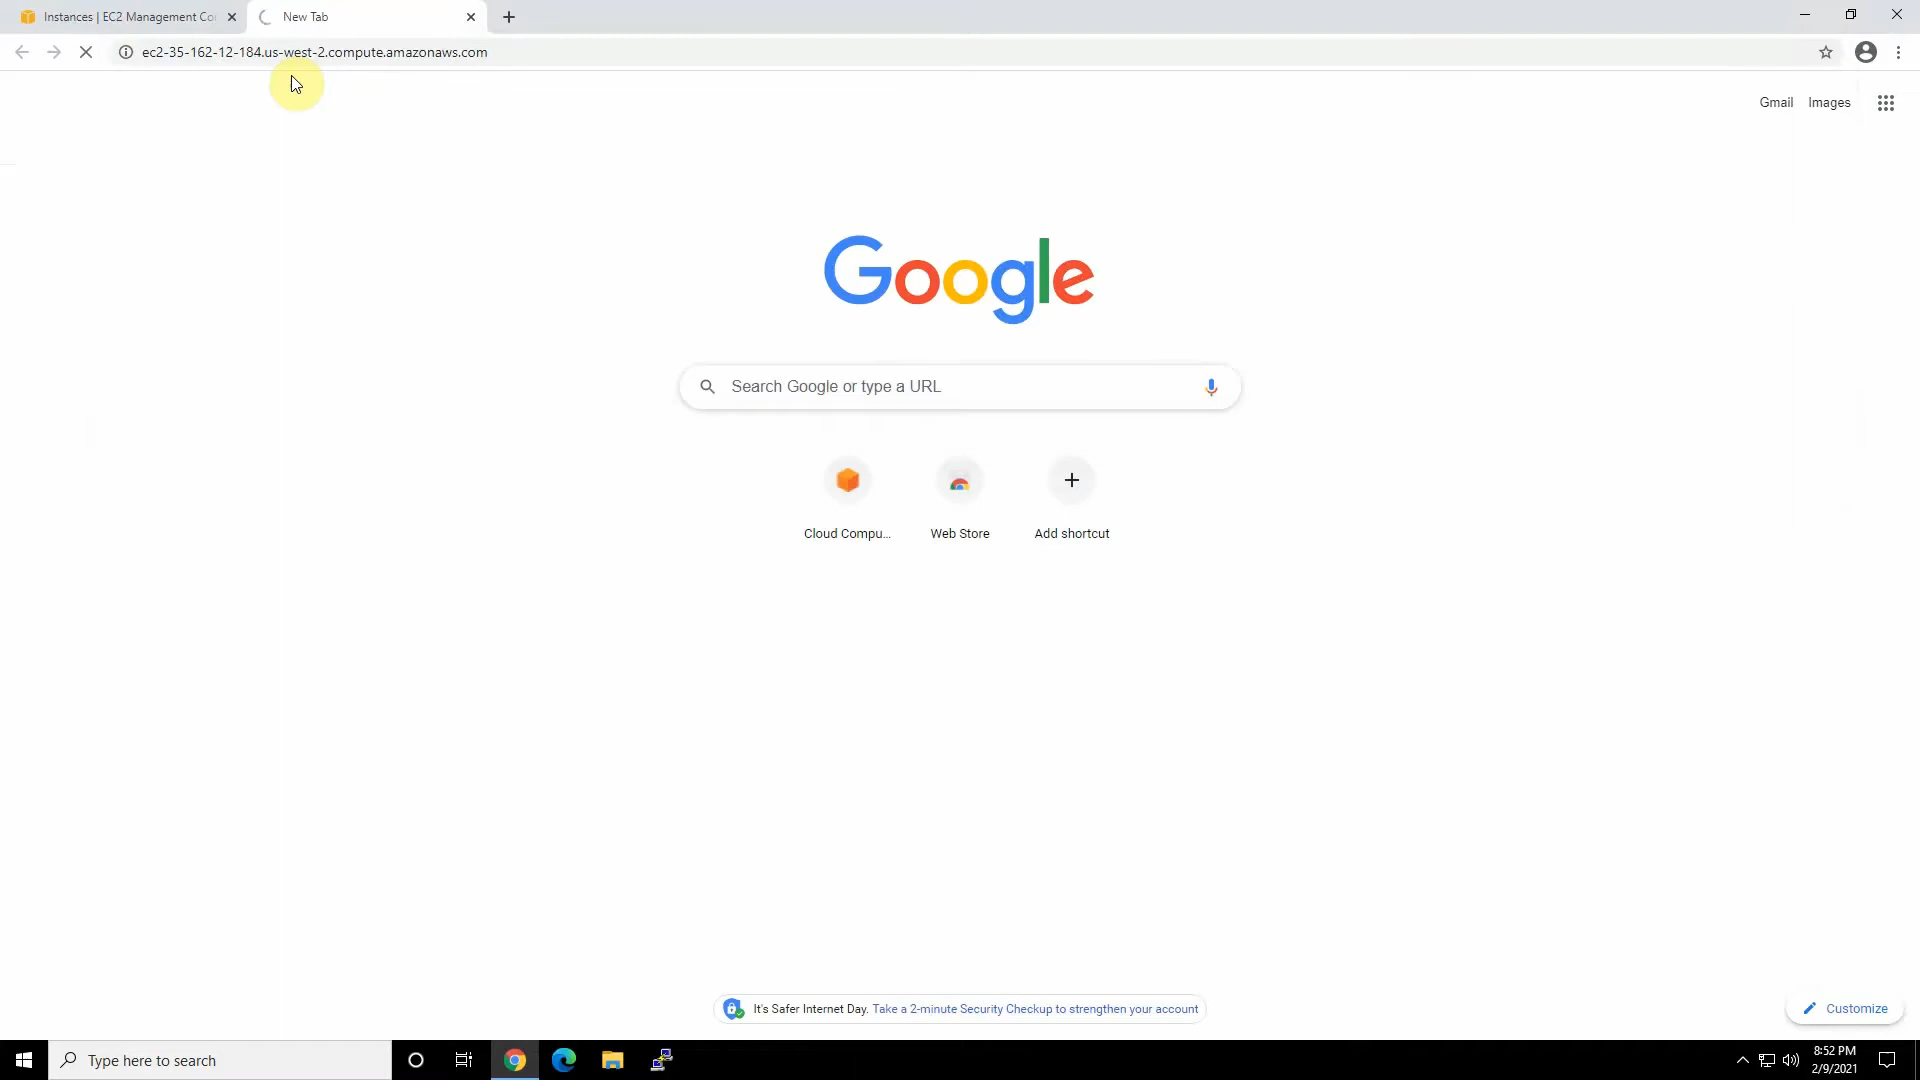 Instances | EC2 Management Co
New Tab
ec2-35-162-12-184.us-west-2.compute.amazonaws.com
Gmail
Images
Google
Search Google or type a URL
Cloud Compu...
Web Store
Add shortcut
It's Safer Internet Day. Take a 2-minute Security Checkup to strengthen your account
Customize
Type here to search
8:52 PM
2/9/2021